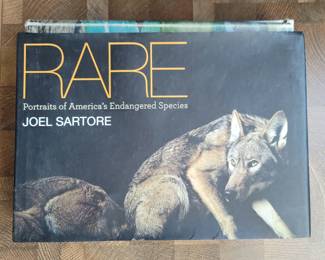 RARE
Portraits of America's Endangered Species
JOEL SARTORE